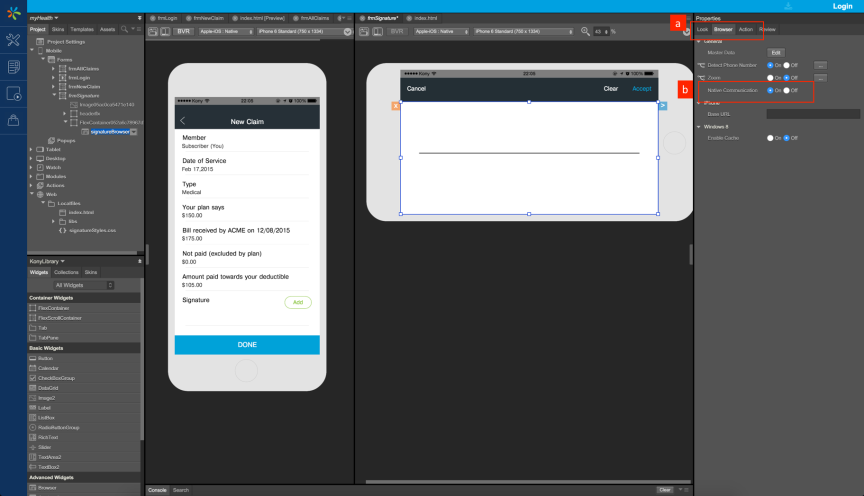 Login
myHealth
Project Skins Templates Assets
Project Settings
Mobile
Forms
frmAllClaims
frmLogin
frmNewClaim
frmSignature
headerflx
signatureBrowser
Popups
Tablet
Desktop
Watch
Modules
Actions
Web
Localfiles
index.html
libs
signatureStyles.css
KonyLibrary
Widgets Collections Skins
All Widgets
Container Widgets
FlexContainer
FlexScrollContainer
Tab
TabPane
Basic Widgets
Button
Calendar
CheckBoxGroup
DataGrid
Image2
Label
ListBox
RadioButtonGroup
RichText
Slider
TextArea2
TextBox2
Advanced Widgets
Browser
frmLogin frmNewClaim index.html [Preview] frmAllClaims
BVR Apple-iOS : Native iPhone 6 Standard (750 x 1334)
Kony 22:59 100%
New Claim
Member
Subscriber (You)
Date of Service
Feb 17,2015
Type
Medical
Your plan says
$150.00
Bill received by ACME on 12/08/2015
$175.00
Not paid (excluded by plan)
$0.00
Amount paid towards your deductible
$105.00
Signature
Add
DONE
Console Search
frmSignature* index.html
BVR Apple-iOS : Native iPhone 6 Standard (750 x 1334) 63 %
Kony 22:59 100%
Cancel Clear Accept
Clear
Properties
a
Look Browser Action Review
General
Master Data Edit
Detect Phone Number On Off ...
Zoom On Off ...
b
Native Communication On Off
iPhone
Base URL
Windows 8
Enable Cache On Off